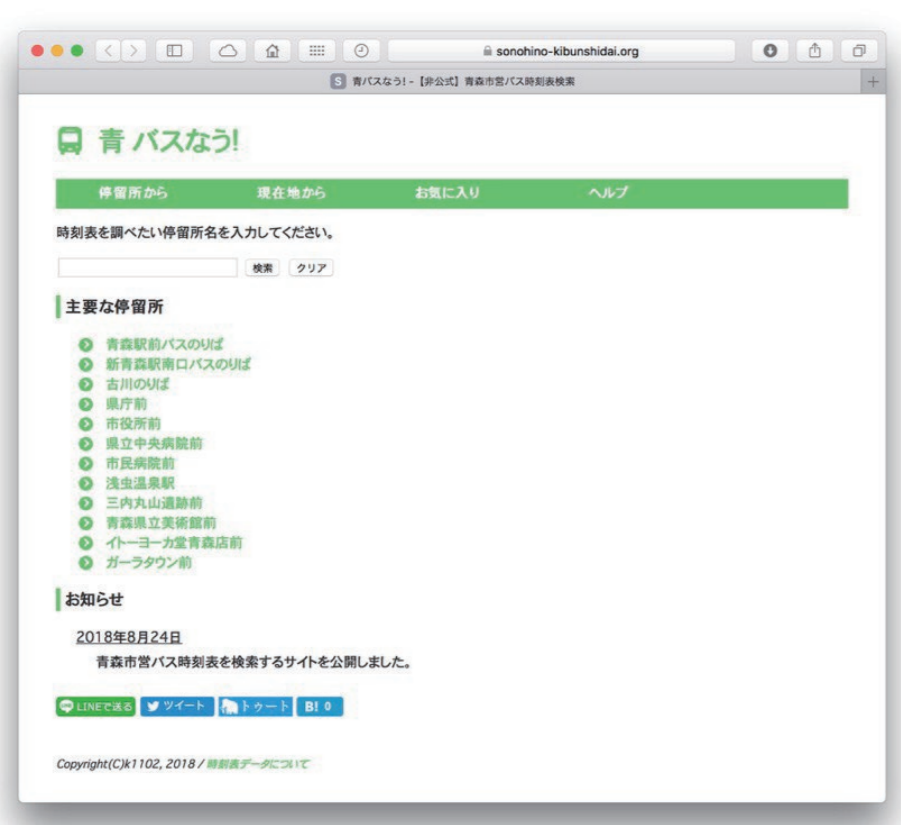 sonohino-kibunshidai.org
S 青バスなう! - 【非公式】青森市営バス時刻表検索
青 バスなう!
停留所から 現在地から お気に入り ヘルプ
時刻表を調べたい停留所名を入力してください。
検索 クリア
主要な停留所
青森駅前バスのりば
新青森駅南口バスのりば
古川のりば
県庁前
市役所前
県立中央病院前
市民病院前
浅虫温泉駅
三内丸山遺跡前
青森県立美術館前
イトーヨーカ堂青森店前
ガーラタウン前
お知らせ
2018年8月24日
青森市営バス時刻表を検索するサイトを公開しました。
LINEで送る ツイート トゥート B! 0
Copyright(C)k1102, 2018 / 時刻表データについて